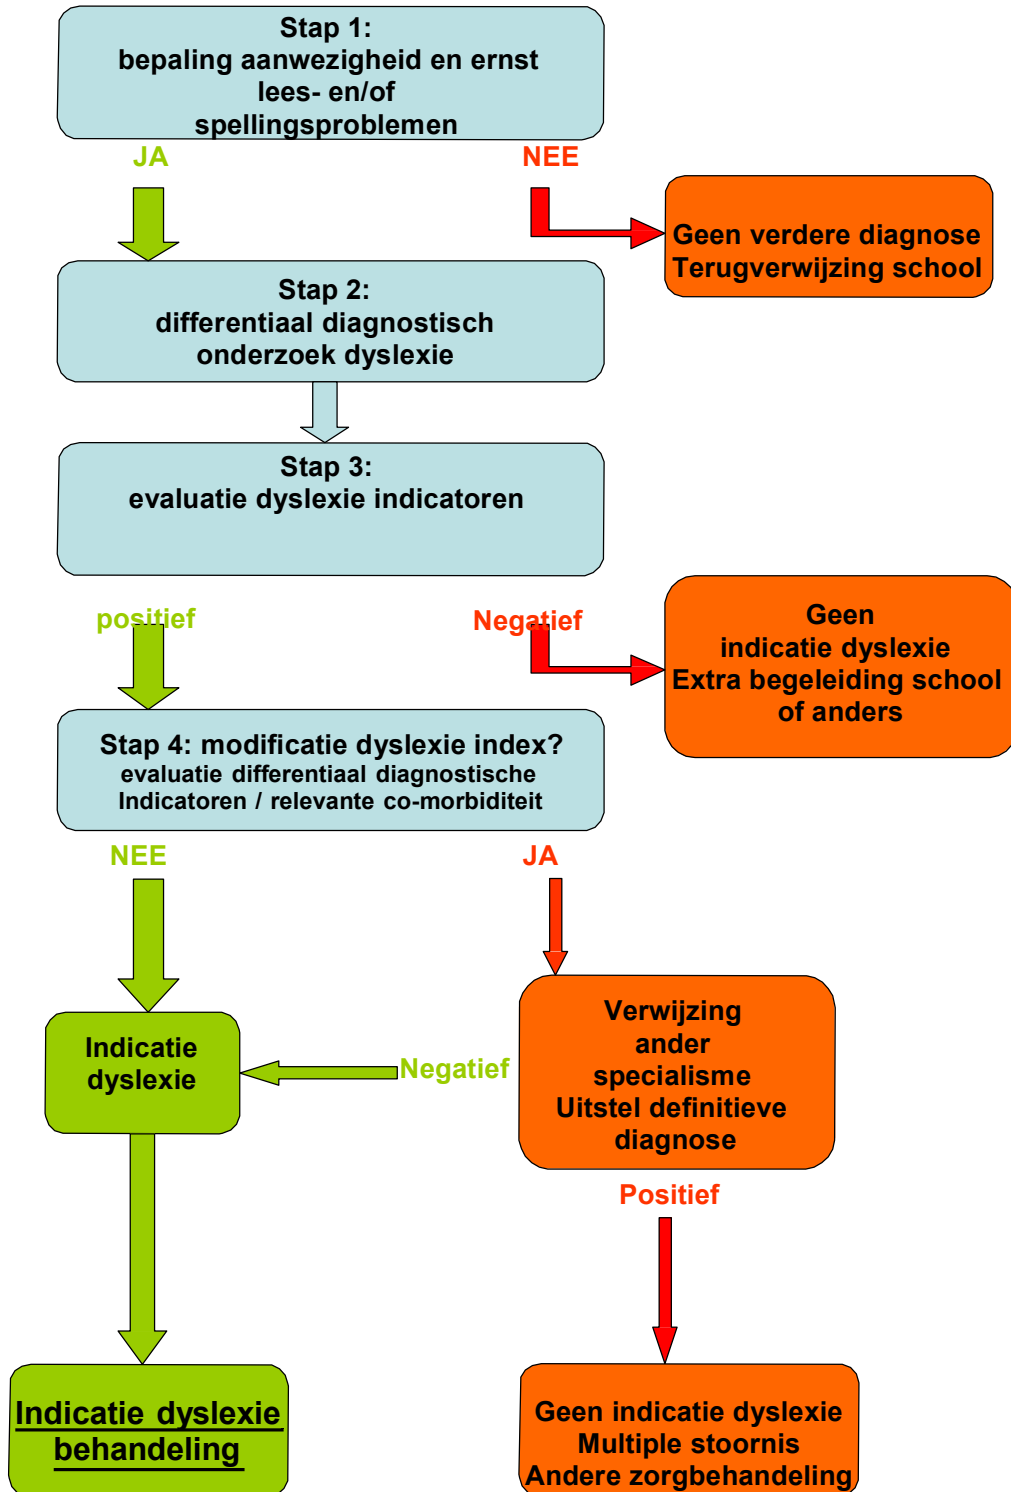 Stap 1:
bepaling aanwezigheid en ernst
lees- en/of
spellingsproblemen
JA
NEE
Geen verdere diagnose
Terugverwijzing school
Stap 2:
differentiaal diagnostisch
onderzoek dyslexie
Stap 3:
evaluatie dyslexie indicatoren
positief
Negatief
Geen
indicatie dyslexie
Extra begeleiding school
of anders
Stap 4: modificatie dyslexie index?
evaluatie differentiaal diagnostische
Indicatoren / relevante co-morbiditeit
NEE
JA
Indicatie
dyslexie
Negatief
Verwijzing
ander
specialisme
Uitstel definitieve
diagnose
Positief
Indicatie dyslexie
behandeling
Geen indicatie dyslexie
Multiple stoornis
Andere zorgbehandeling